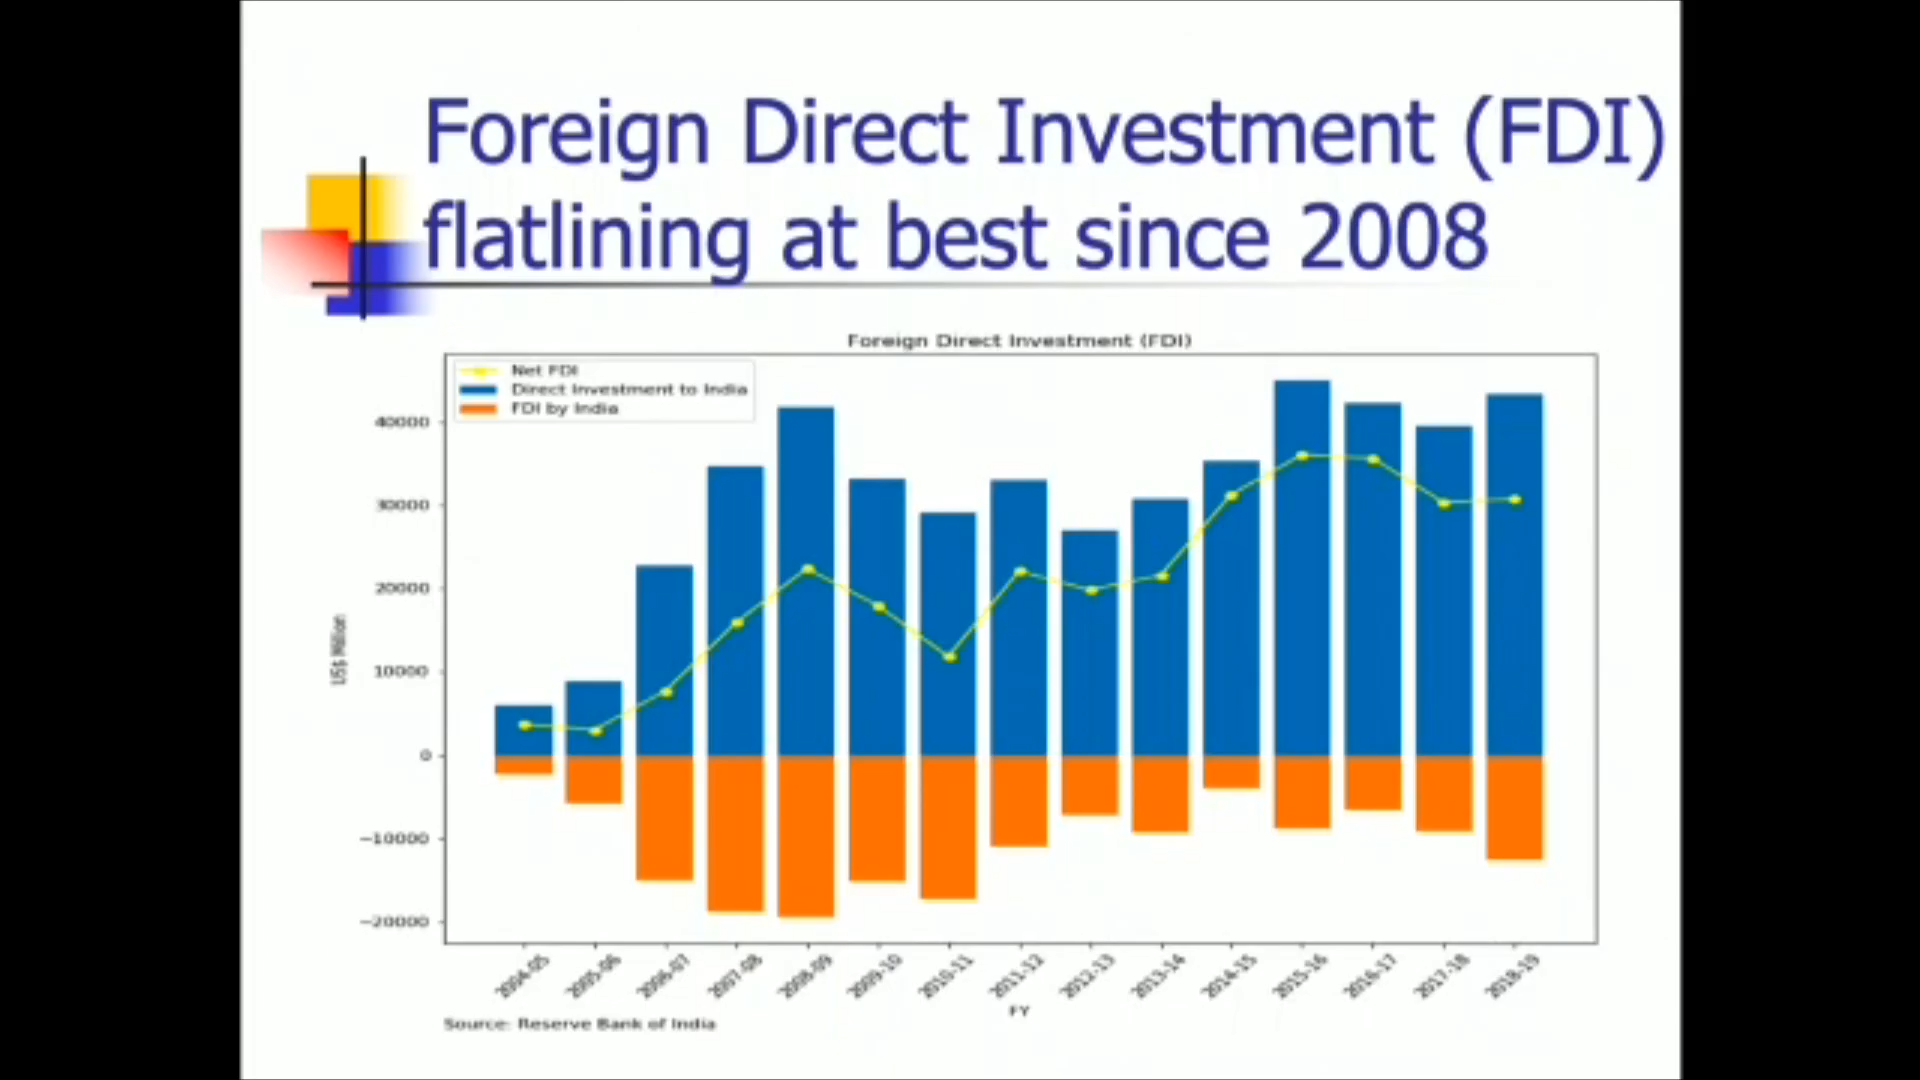 Foreign Direct Investment (FDI)
flatlining at best since 2008
Foreign Direct Investment (FDI)
Net FDI
Direct Investment to India
FDI by India
40000
30000
20000
10000
0
−10000
−20000
US$ Million
2004-05
2005-06
2006-07
2007-08
2008-09
2009-10
2010-11
2011-12
2012-13
2013-14
2014-15
2015-16
2016-17
2017-18
2018-19
FY
Source: Reserve Bank of India